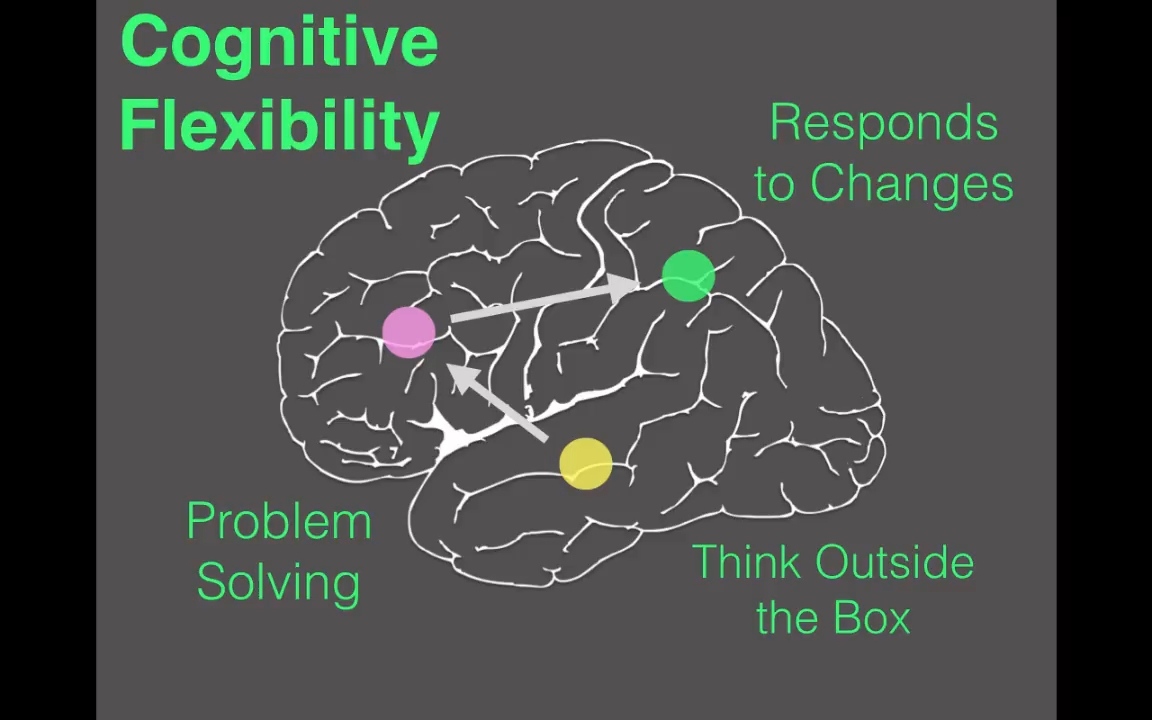 Cognitive
Flexibility
Responds
to Changes
Problem
Solving
Think Outside
the Box